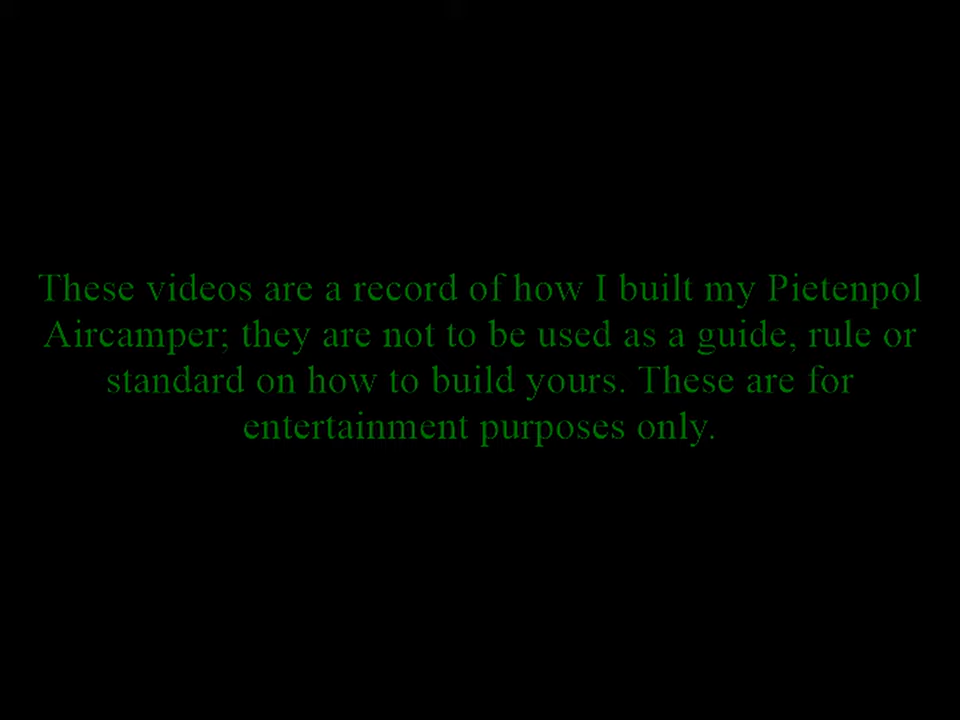 These videos are a record of how I built my Pietenpol
Aircamper; they are not to be used as a guide, rule or
standard on how to build yours. These are for
entertainment purposes only.